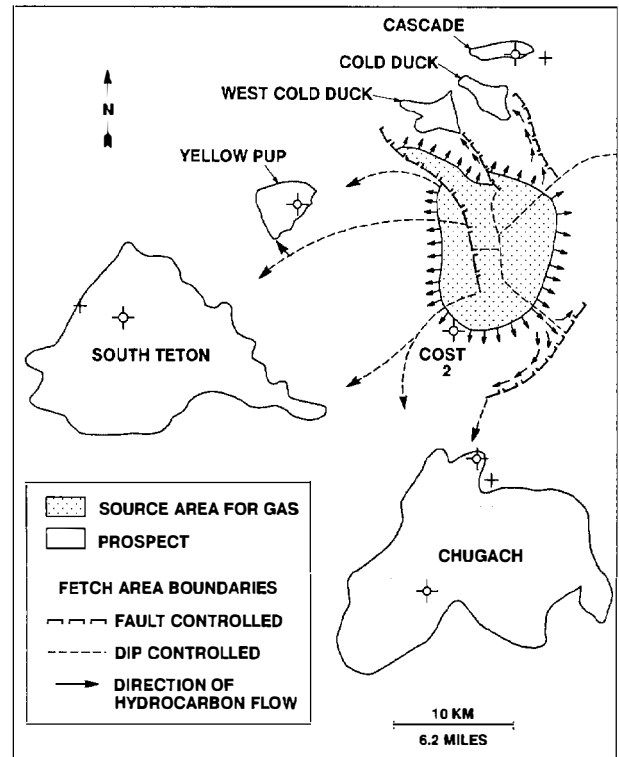 CASCADE
COLD DUCK
WEST COLD DUCK
N
YELLOW PUP
SOUTH TETON
COST
2
CHUGACH
SOURCE AREA FOR GAS
PROSPECT
FETCH AREA BOUNDARIES
FAULT CONTROLLED
DIP CONTROLLED
DIRECTION OF
HYDROCARBON FLOW
10 KM
6.2 MILES